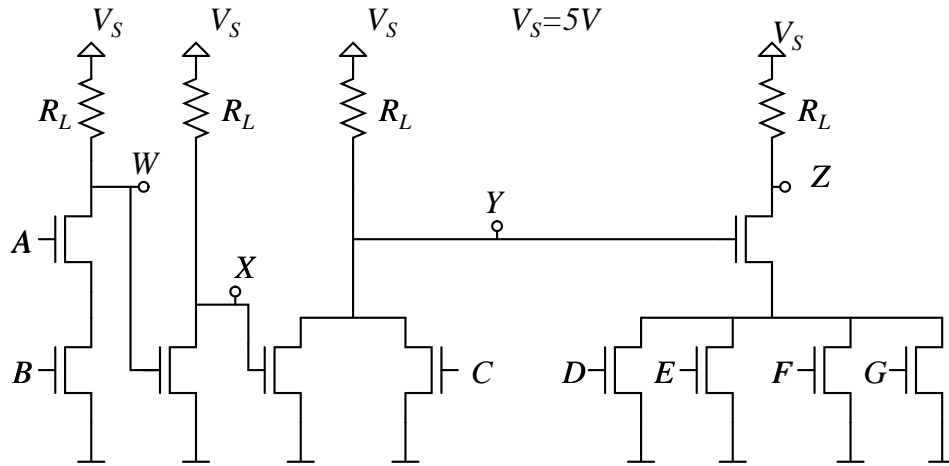 V_S V_S V_S V_S=5V V_S
R_L R_L R_L R_L
W Z
Y
A
X
B C D E F G